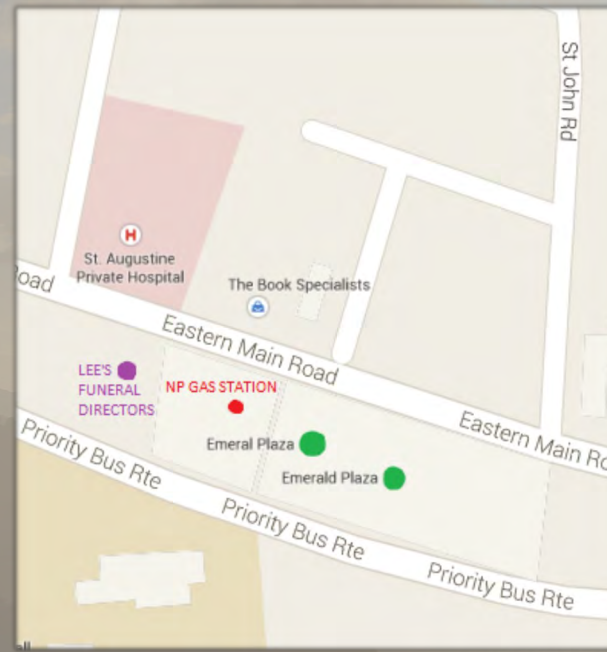 St John Rd
H
St. Augustine
Private Hospital
oad
The Book Specialists
Eastern Main Road
LEE'S
FUNERAL
DIRECTORS
NP GAS STATION
Emeral Plaza
Eastern Main Ro
Emerald Plaza
Priority Bus Rte
Priority Bus Rte
Priority Bus Rte